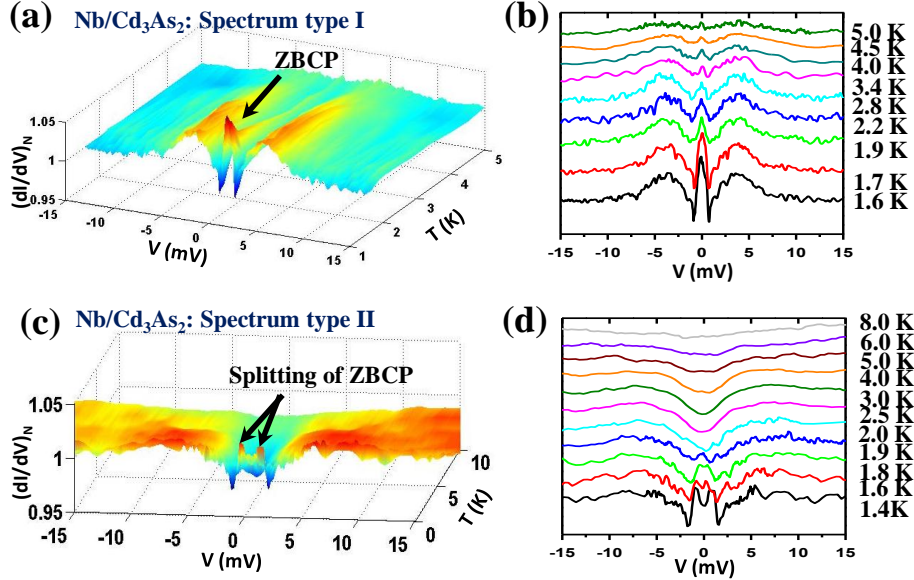 (a)
Nb/Cd₃As₂: Spectrum type I
ZBCP
(dI/dV)N
1.05
1
0.95
-15
-10
-5
0
5
10
15
V (mV)
1
2
3
4
5
T (K)
(b)
5.0 K
4.5 K
4.0 K
3.4 K
2.8 K
2.2 K
1.9 K
1.7 K
1.6 K
-15 -10 -5 0 5 10 15
V (mV)
(c)
Nb/Cd₃As₂: Spectrum type II
Splitting of ZBCP
(dI/dV)N
1.05
1
0.95
-15 -10 -5 0 5 10 15
V (mV)
0
5
10
T (K)
(d)
8.0 K
6.0 K
5.0 K
4.0 K
3.0 K
2.5 K
2.0 K
1.9 K
1.8 K
1.6 K
1.4K
-15 -10 -5 0 5 10 15
V (mV)